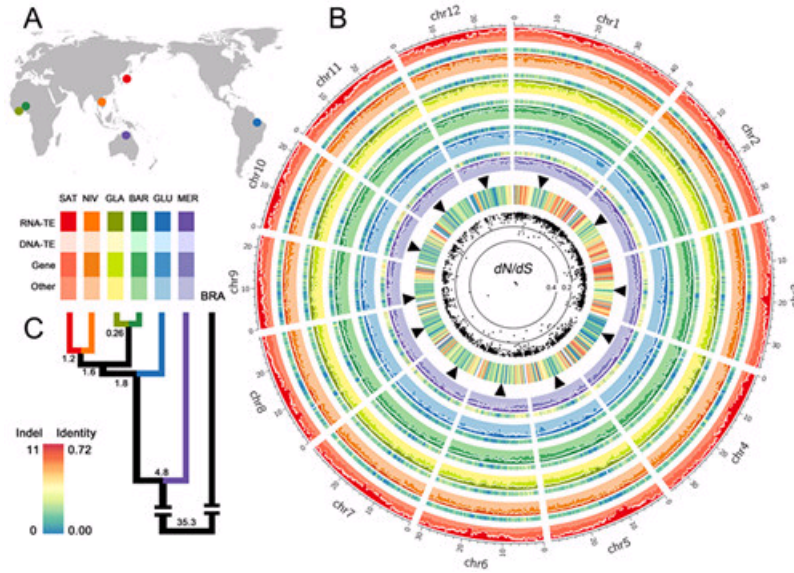 A
B
SAT NIV GLA BAR GLU MER
RNA-TE
DNA-TE
Gene
Other
BRA
C
0.26
1.2
1.6
1.8
4.8
35.3
Indel Identity
11 0.72
0 0.00
chr1
chr2
chr4
chr5
chr6
chr7
chr8
chr9
chr10
chr11
chr12
dN/dS
0.4 0.2